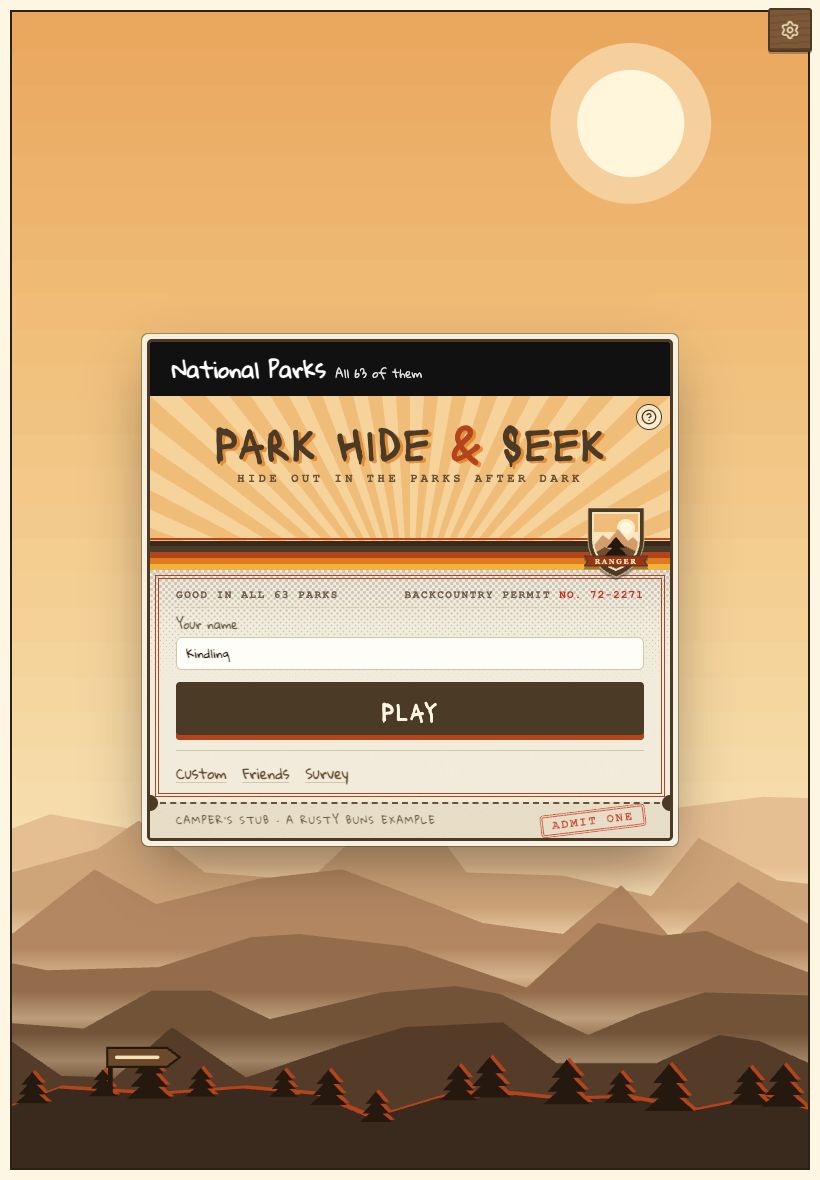 National Parks All 63 of them
?
PARK HIDE & SEEK
HIDE OUT IN THE PARKS AFTER DARK
RANGER
GOOD IN ALL 63 PARKS
BACKCOUNTRY PERMIT NO. 72-2271
Your name
Kindling
PLAY
Custom Friends Survey
CAMPER'S STUB · A RUSTY BUNS EXAMPLE
ADMIT ONE